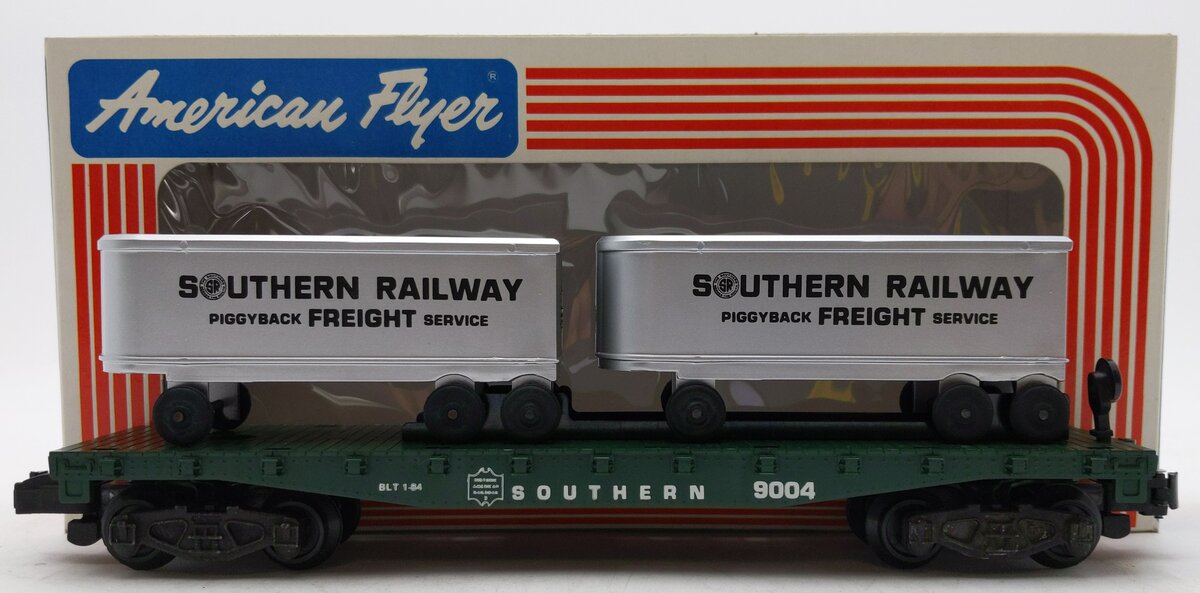 American Flyer ®
SOUTHERN RAILWAY
PIGGYBACK FREIGHT SERVICE
SOUTHERN RAILWAY
PIGGYBACK FREIGHT SERVICE
BLT 1-84 SOUTHERN 9004